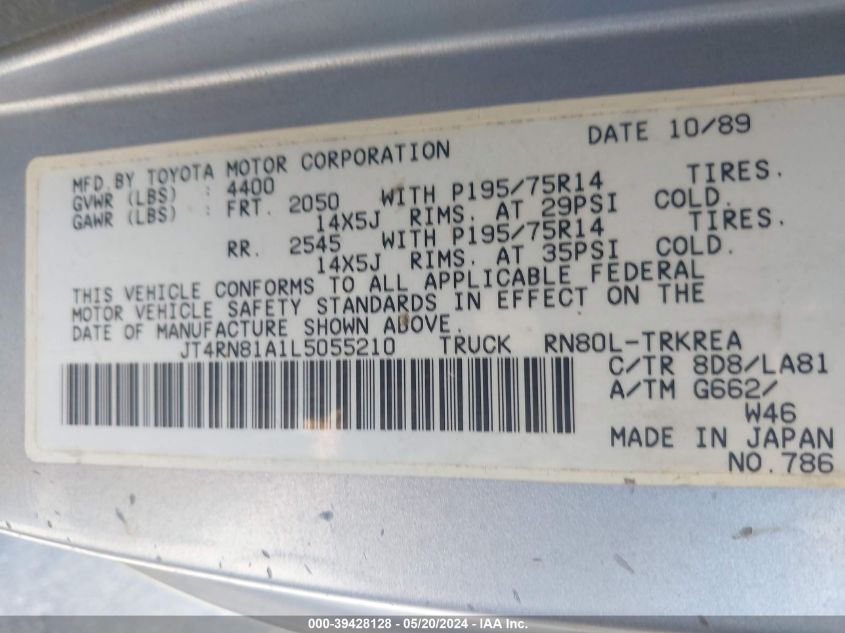 DATE 10/89
MFD.BY TOYOTA MOTOR CORPORATION
GVWR (LBS) : 4400
GAWR (LBS) : FRT. 2050 WITH P195/75R14 TIRES.
14X5J RIMS. AT 29PSI COLD.
RR. 2545 WITH P195/75R14 TIRES.
14X5J RIMS. AT 35PSI COLD.
THIS VEHICLE CONFORMS TO ALL APPLICABLE FEDERAL
MOTOR VEHICLE SAFETY STANDARDS IN EFFECT ON THE
DATE OF MANUFACTURE SHOWN ABOVE.
JT4RN81A1L5055210 TRUCK RN80L-TRKREA
C/TR 8D8/LA81
A/TM G662/
W46
MADE IN JAPAN
NO.786
000-39428128 - 05/20/2024 - IAA Inc.